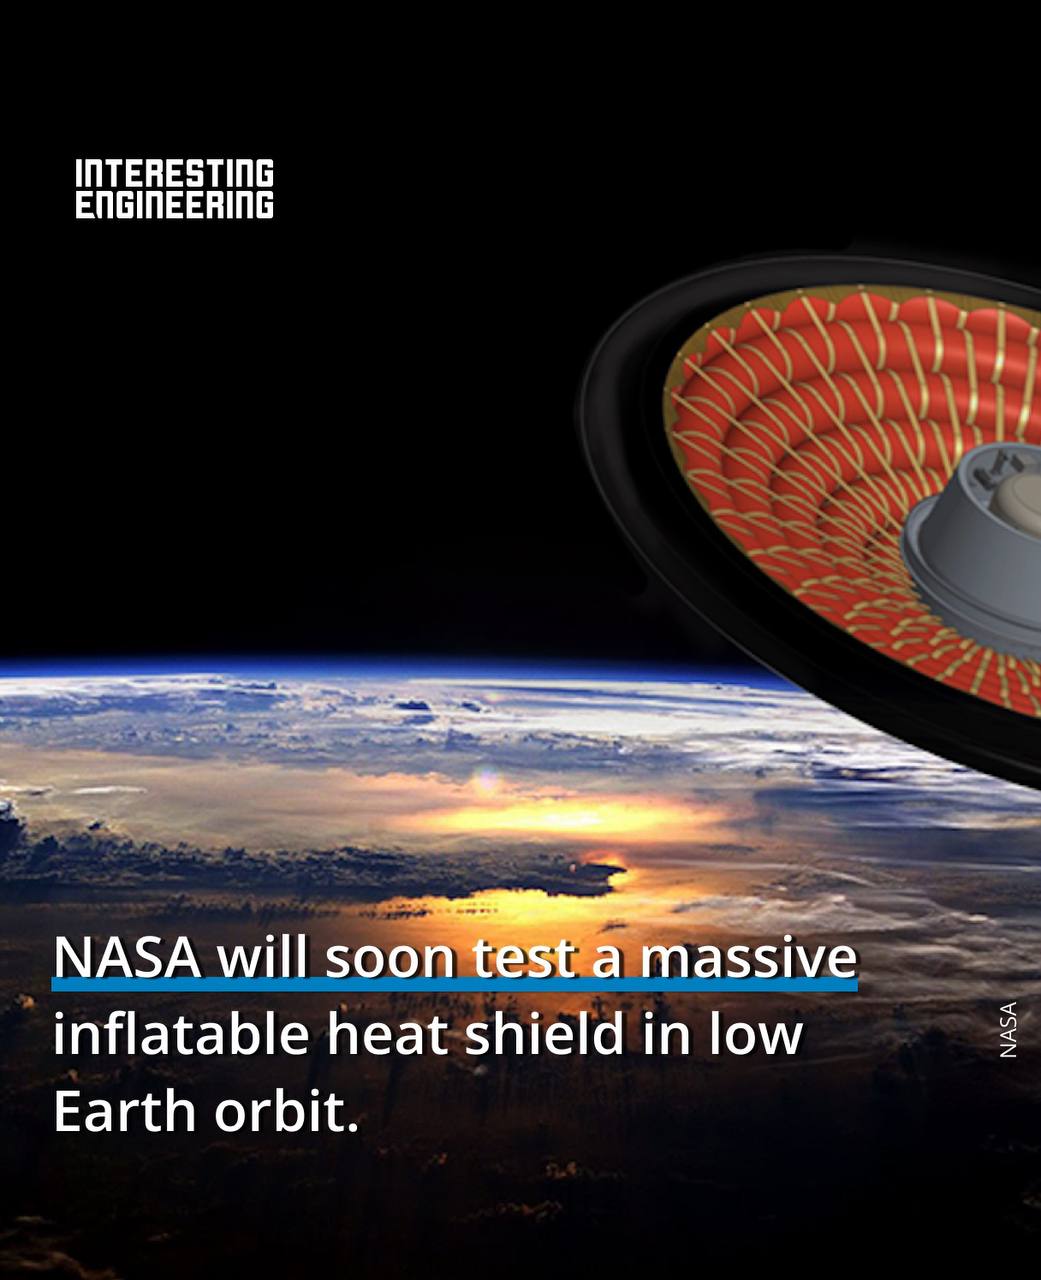 INTERESTING
ENGINEERING
NASA will soon test a massive
inflatable heat shield in low
Earth orbit.
NASA